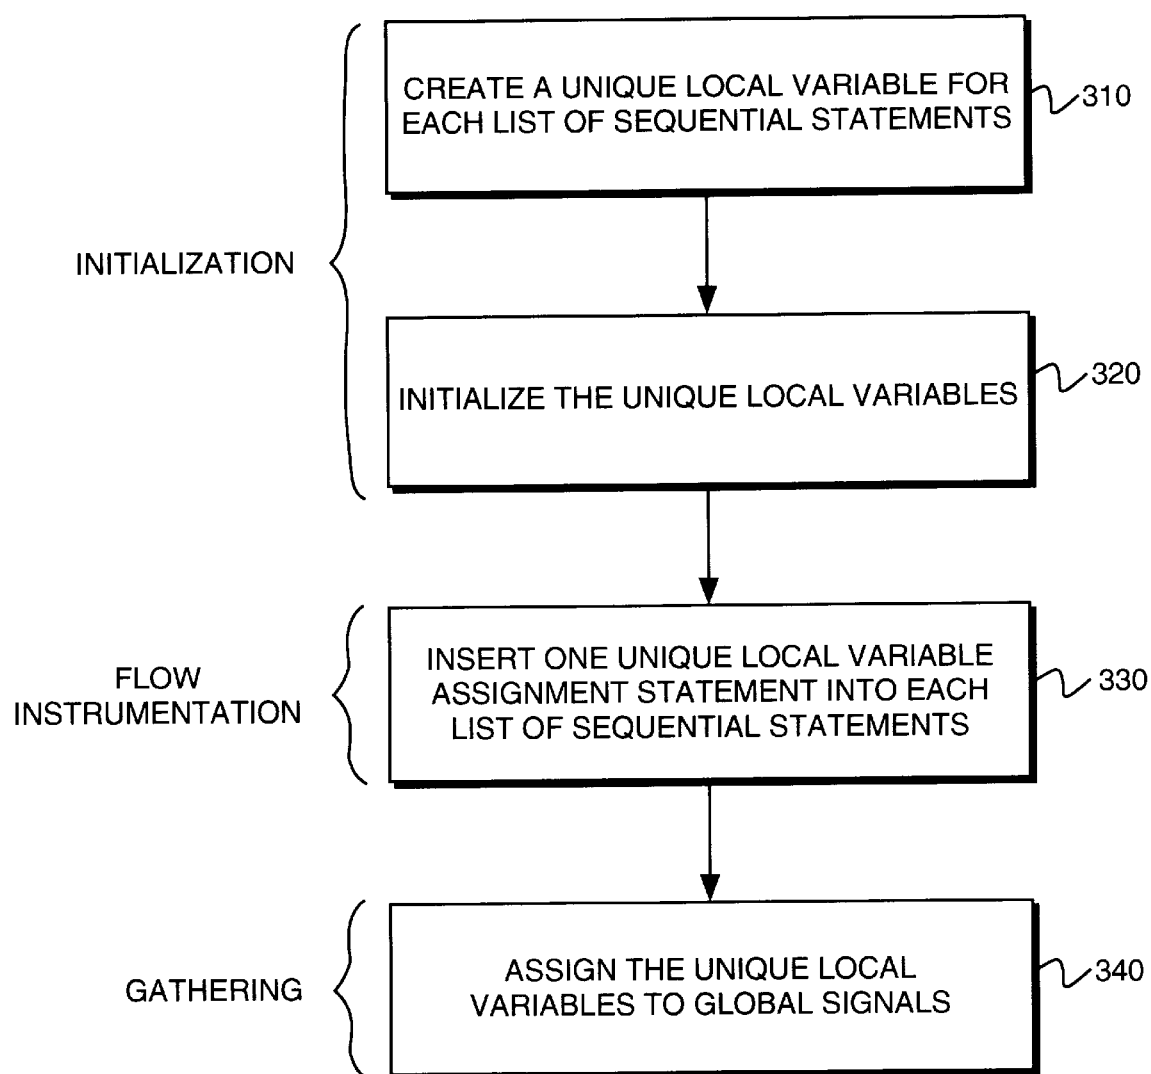 CREATE A UNIQUE LOCAL VARIABLE FOR
EACH LIST OF SEQUENTIAL STATEMENTS
310
INITIALIZATION
INITIALIZE THE UNIQUE LOCAL VARIABLES
320
FLOW
INSTRUMENTATION
INSERT ONE UNIQUE LOCAL VARIABLE
ASSIGNMENT STATEMENT INTO EACH
LIST OF SEQUENTIAL STATEMENTS
330
GATHERING
ASSIGN THE UNIQUE LOCAL
VARIABLES TO GLOBAL SIGNALS
340